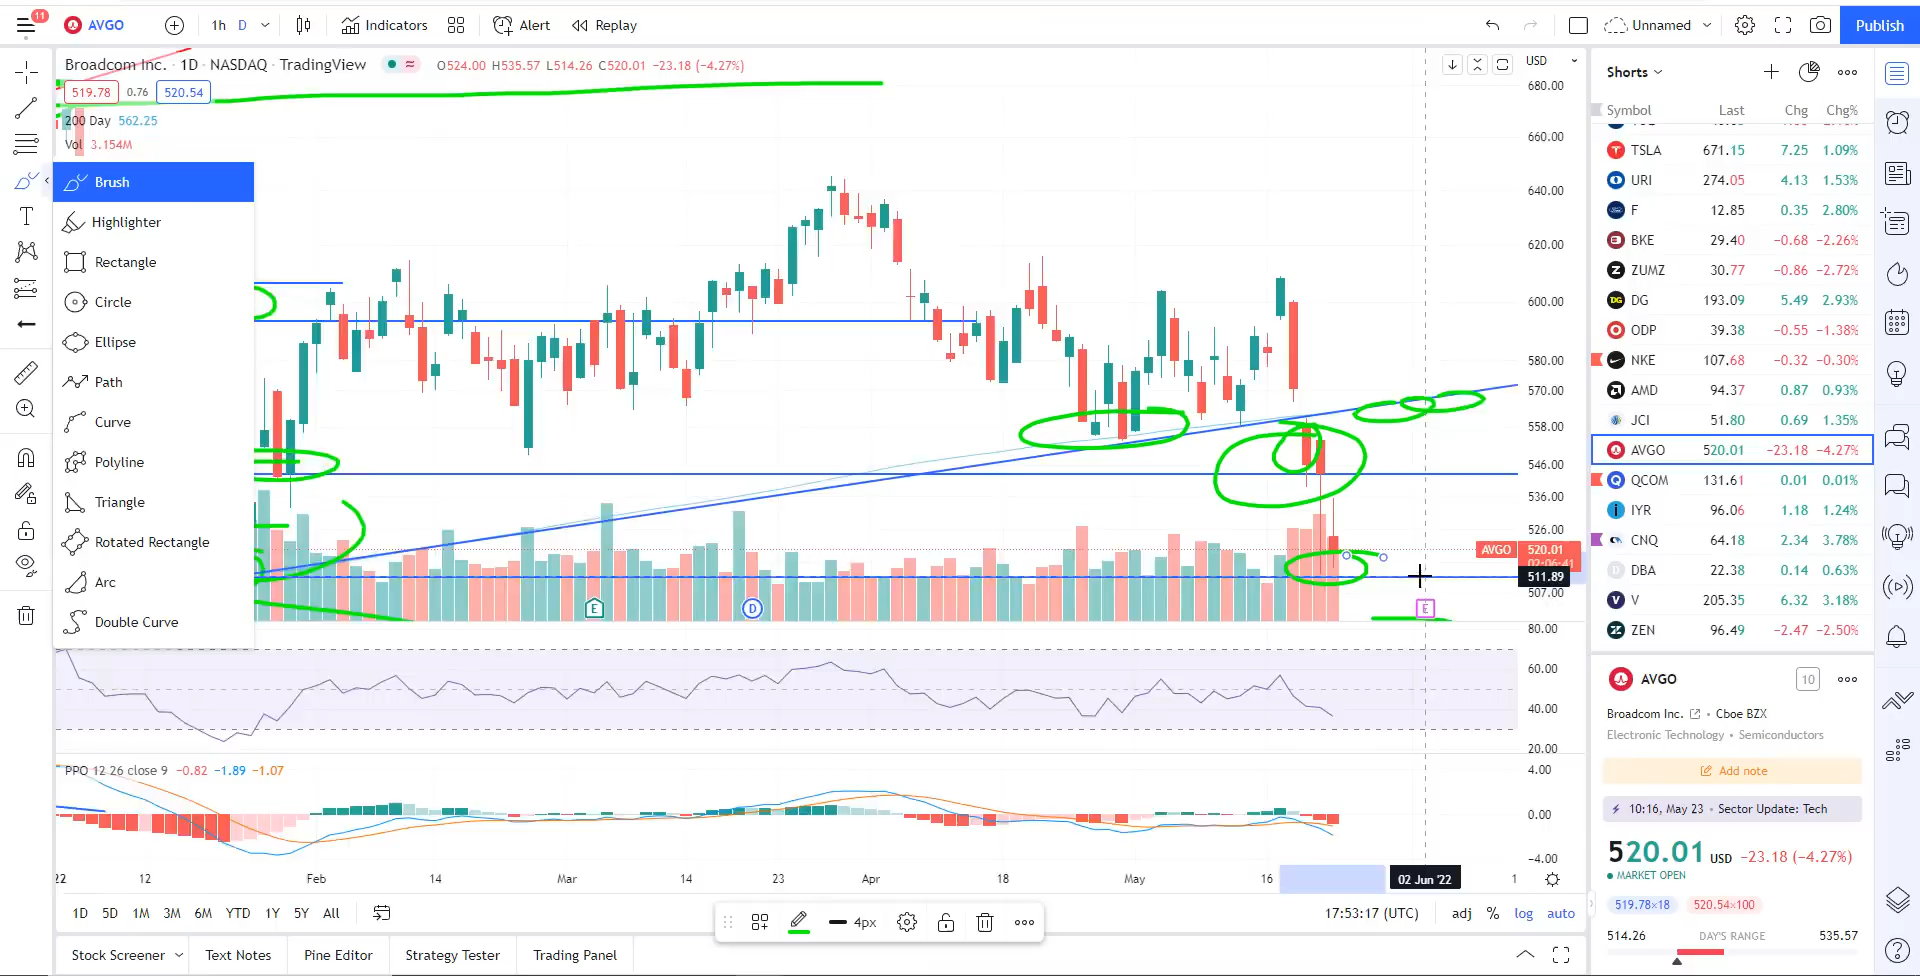 11 AVGO 1h D Indicators Alert Replay Unnamed Publish
Broadcom Inc. · 1D · NASDAQ · TradingView O524.00 H535.57 L514.26 C520.01 −23.18 (−4.27%)
519.78 0.76 520.54
200 Day 562.25
Vol 3.154M
Brush
Highlighter
Rectangle
Circle
Ellipse
Path
Curve
Polyline
Triangle
Rotated Rectangle
Arc
Double Curve
USD
680.00
660.00
640.00
620.00
600.00
580.00
570.00
558.00
546.00
536.00
526.00
AVGO 520.01
02:06:41
511.89
507.00
E D E
80.00
60.00
40.00
20.00
PPO 12 26 close 9 −0.82 −1.89 −1.07
4.00
0.00
−4.00
22 12 Feb 14 Mar 14 23 Apr 18 May 16 02 Jun '22 1
1D 5D 1M 3M 6M YTD 1Y 5Y All
4px
17:53:17 (UTC) adj % log auto
Stock Screener Text Notes Pine Editor Strategy Tester Trading Panel
Shorts
Symbol Last Chg Chg%
TSLA 671.15 7.25 1.09%
URI 274.05 4.13 1.53%
F 12.85 0.35 2.80%
BKE 29.40 −0.68 −2.26%
ZUMZ 30.77 −0.86 −2.72%
DG 193.09 5.49 2.93%
ODP 39.38 −0.55 −1.38%
NKE 107.68 −0.32 −0.30%
AMD 94.37 0.87 0.93%
JCI 51.80 0.69 1.35%
AVGO 520.01 −23.18 −4.27%
QCOM 131.61 0.01 0.01%
IYR 96.06 1.18 1.24%
CNQ 64.18 2.34 3.78%
DBA 22.38 0.14 0.63%
V 205.35 6.32 3.18%
ZEN 96.49 −2.47 −2.50%
AVGO 10
Broadcom Inc. • Cboe BZX
Electronic Technology • Semiconductors
Add note
10:16, May 23 • Sector Update: Tech
520.01 USD −23.18 (−4.27%)
MARKET OPEN
519.78×18 520.54×100
514.26 DAY'S RANGE 535.57